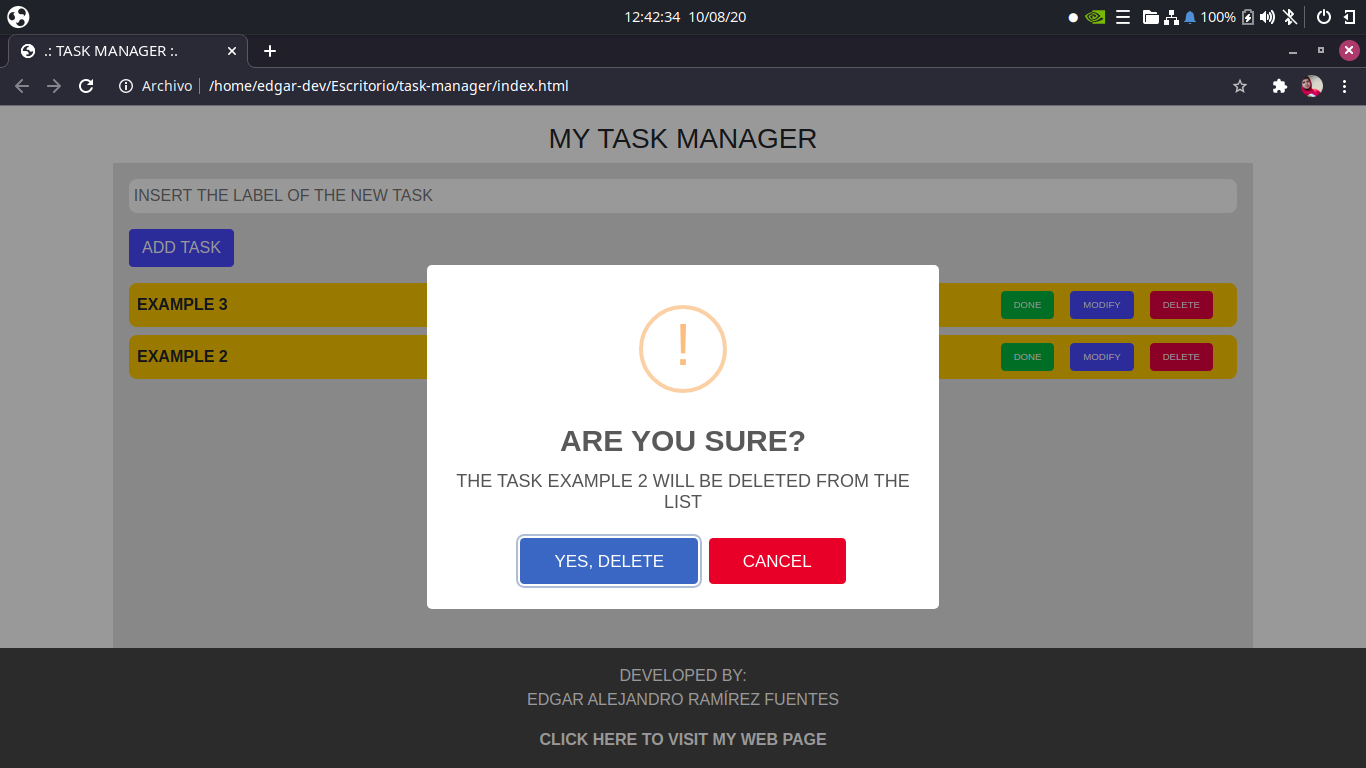 12:42:34 10/08/20
100%
.: TASK MANAGER :.
Archivo /home/edgar-dev/Escritorio/task-manager/index.html
MY TASK MANAGER
INSERT THE LABEL OF THE NEW TASK
ADD TASK
EXAMPLE 3 DONE MODIFY DELETE
EXAMPLE 2 DONE MODIFY DELETE
!
ARE YOU SURE?
THE TASK EXAMPLE 2 WILL BE DELETED FROM THE
LIST
YES, DELETE CANCEL
DEVELOPED BY:
EDGAR ALEJANDRO RAMÍREZ FUENTES
CLICK HERE TO VISIT MY WEB PAGE